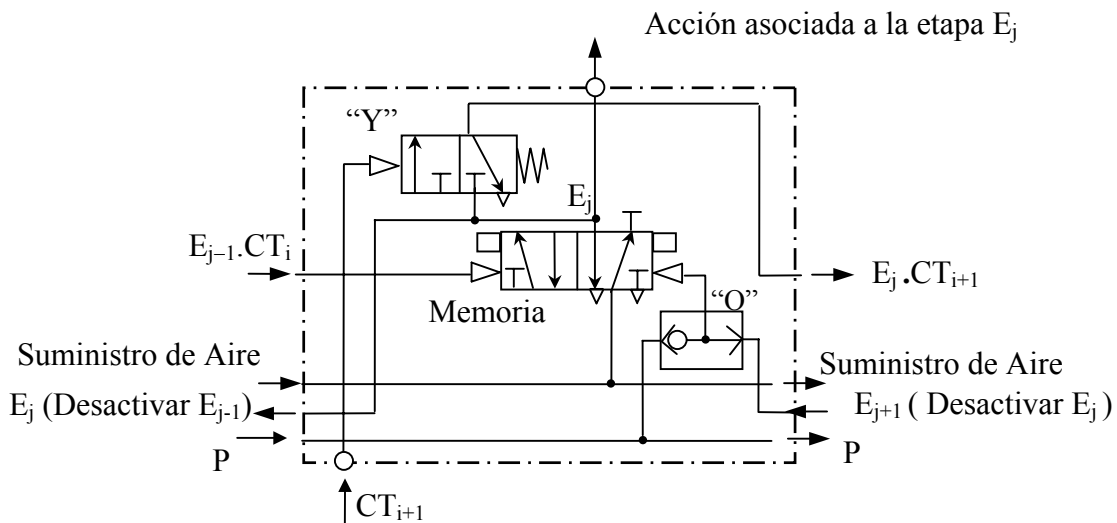 Acción asociada a la etapa Ej
“Y”
Ej
Ej–1.CTi
Ej.CTi+1
Memoria
“O”
Suministro de Aire
Suministro de Aire
Ej (Desactivar Ej-1)
Ej+1 ( Desactivar Ej )
P
P
CTi+1